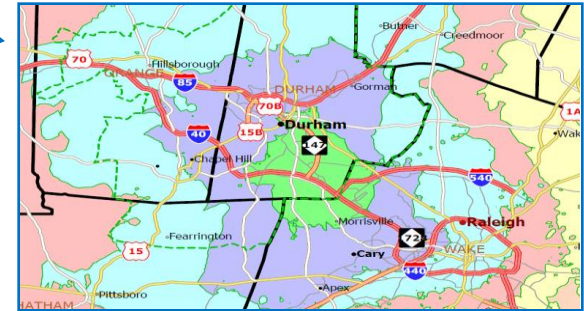 Butner
Creedmoor
70
Hillsborough
ORANGE
85
DURHAM
Gorman
70B
1A
15B
Durham
Wak
40
147
Chapel Hill
540
Morrisville
Raleigh
Fearrington
72
WAKE
15
Cary
440
Apex
Pittsboro
HATHAM